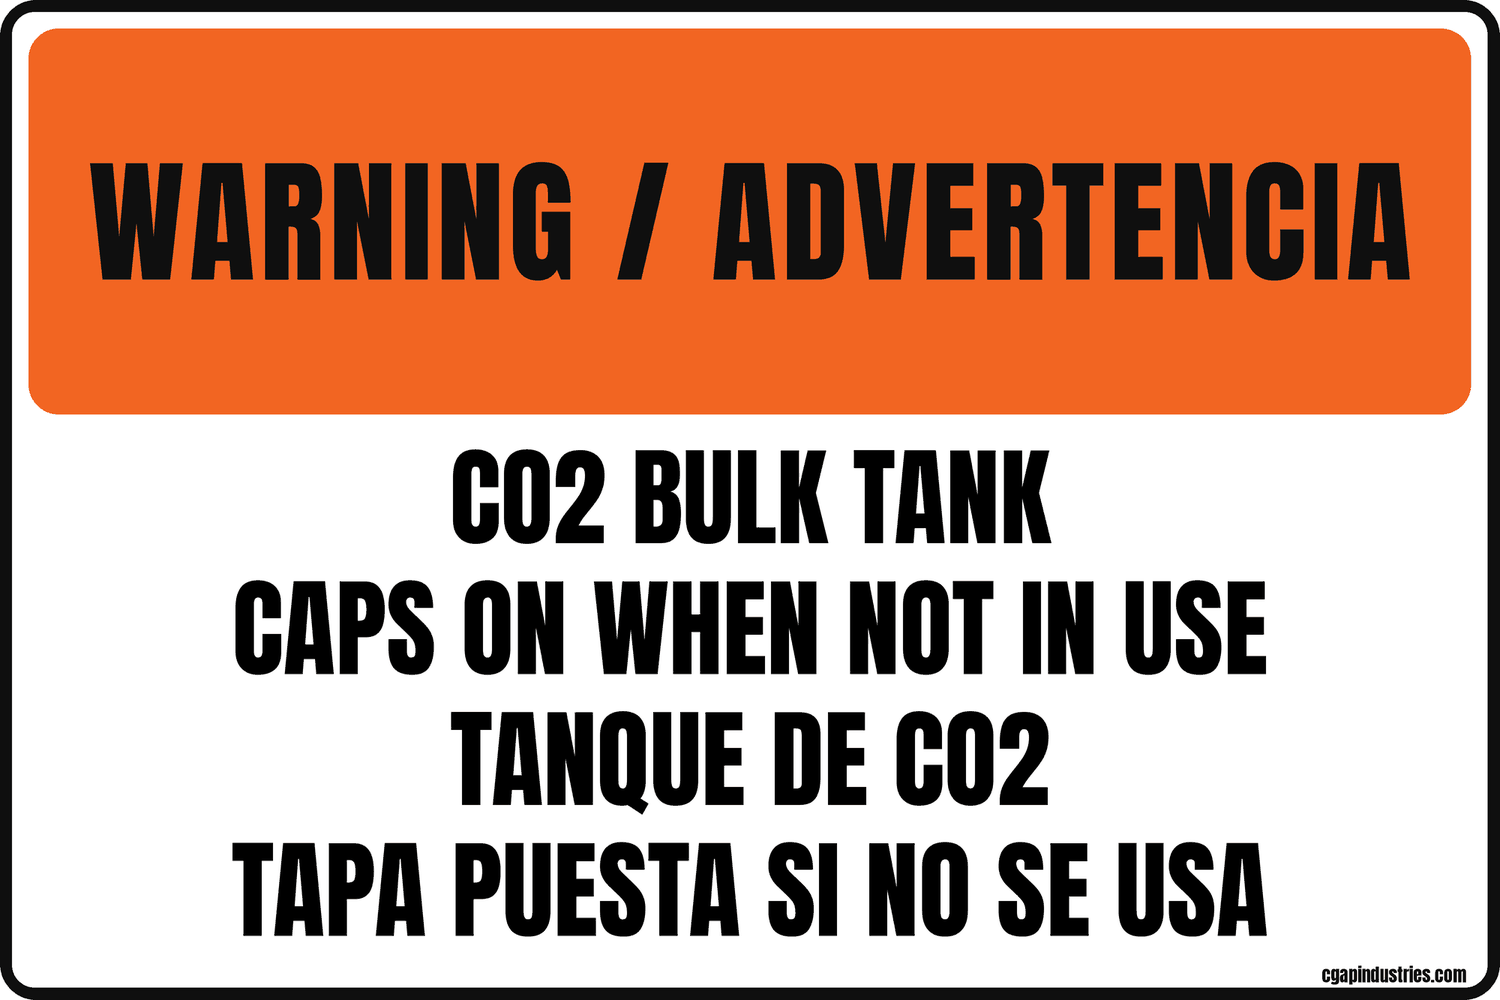 WARNING / ADVERTENCIA
CO2 BULK TANK
CAPS ON WHEN NOT IN USE
TANQUE DE CO2
TAPA PUESTA SI NO SE USA
cgapindustries.com